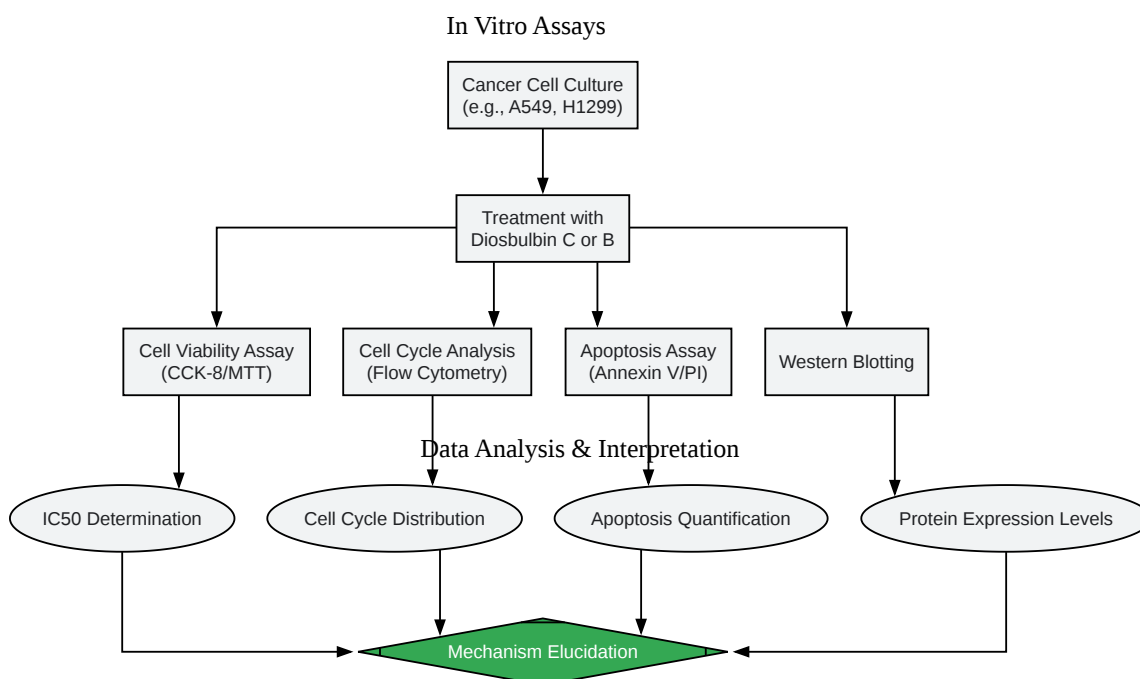 In Vitro Assays
Cancer Cell Culture
(e.g., A549, H1299)
Treatment with
Diosbulbin C or B
Cell Viability Assay
(CCK-8/MTT)
Cell Cycle Analysis
(Flow Cytometry)
Apoptosis Assay
(Annexin V/PI)
Western Blotting
Data Analysis & Interpretation
IC50 Determination
Cell Cycle Distribution
Apoptosis Quantification
Protein Expression Levels
Mechanism Elucidation